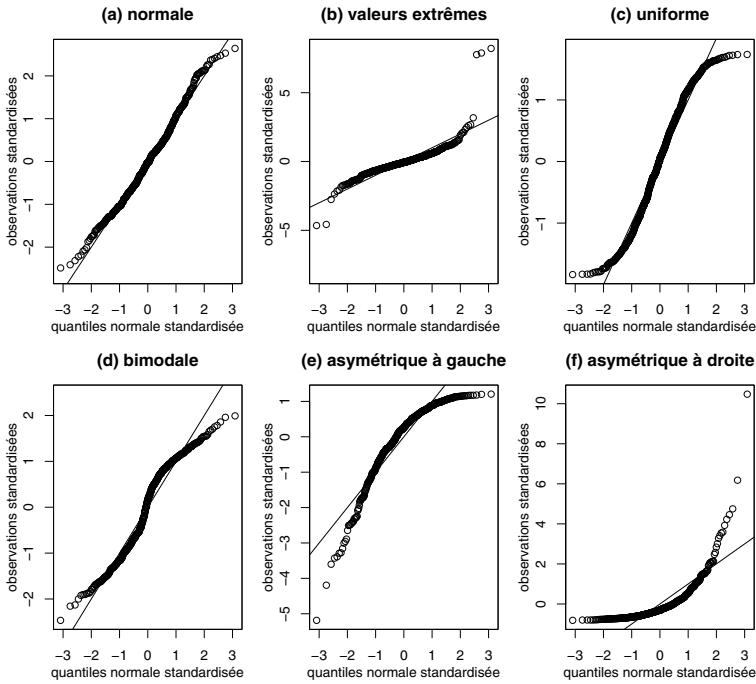 (a) normale
observations standardisées
2
1
0
−1
−2
−3 −2 −1 0 1 2 3
quantiles normale standardisée
(b) valeurs extrêmes
observations standardisées
5
0
−5
−3 −2 −1 0 1 2 3
quantiles normale standardisée
(c) uniforme
observations standardisées
1
0
−1
−3 −2 −1 0 1 2 3
quantiles normale standardisée
(d) bimodale
observations standardisées
2
1
0
−1
−2
−3 −2 −1 0 1 2 3
quantiles normale standardisée
(e) asymétrique à gauche
observations standardisées
1
0
−1
−2
−3
−4
−5
−3 −2 −1 0 1 2 3
quantiles normale standardisée
(f) asymétrique à droite
observations standardisées
10
8
6
4
2
0
−3 −2 −1 0 1 2 3
quantiles normale standardisée